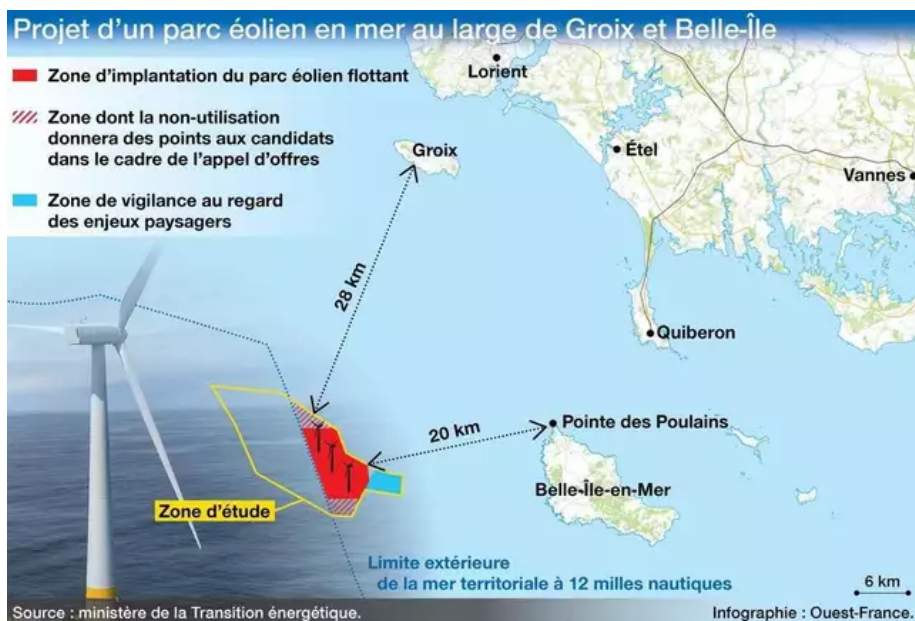 Projet d'un parc éolien en mer au large de Groix et Belle-Île
Zone d'implantation du parc éolien flottant
Zone dont la non-utilisation
donnera des points aux candidats
dans le cadre de l'appel d'offres
Zone de vigilance au regard
des enjeux paysagers
Lorient
Groix
Étel
Vannes
28 km
Quiberon
20 km
Pointe des Poulains
Belle-Île-en-Mer
Zone d'étude
Limite extérieure
de la mer territoriale à 12 milles nautiques
6 km
Source : ministère de la Transition énergétique.
Infographie : Ouest-France.